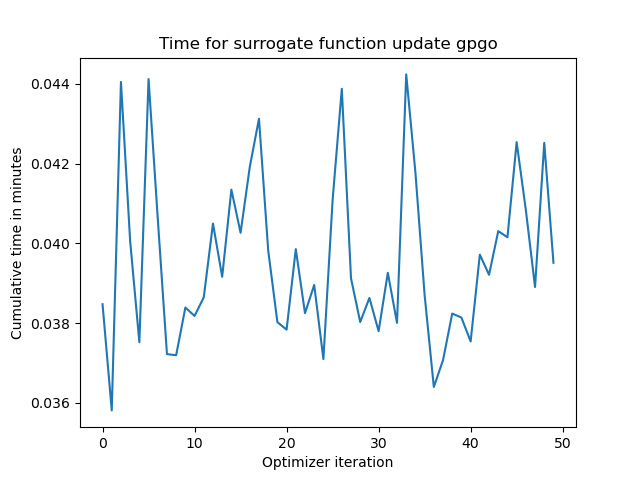 Time for surrogate function update gpgo
Cumulative time in minutes
0.044
0.042
0.040
0.038
0.036
0 10 20 30 40 50
Optimizer iteration